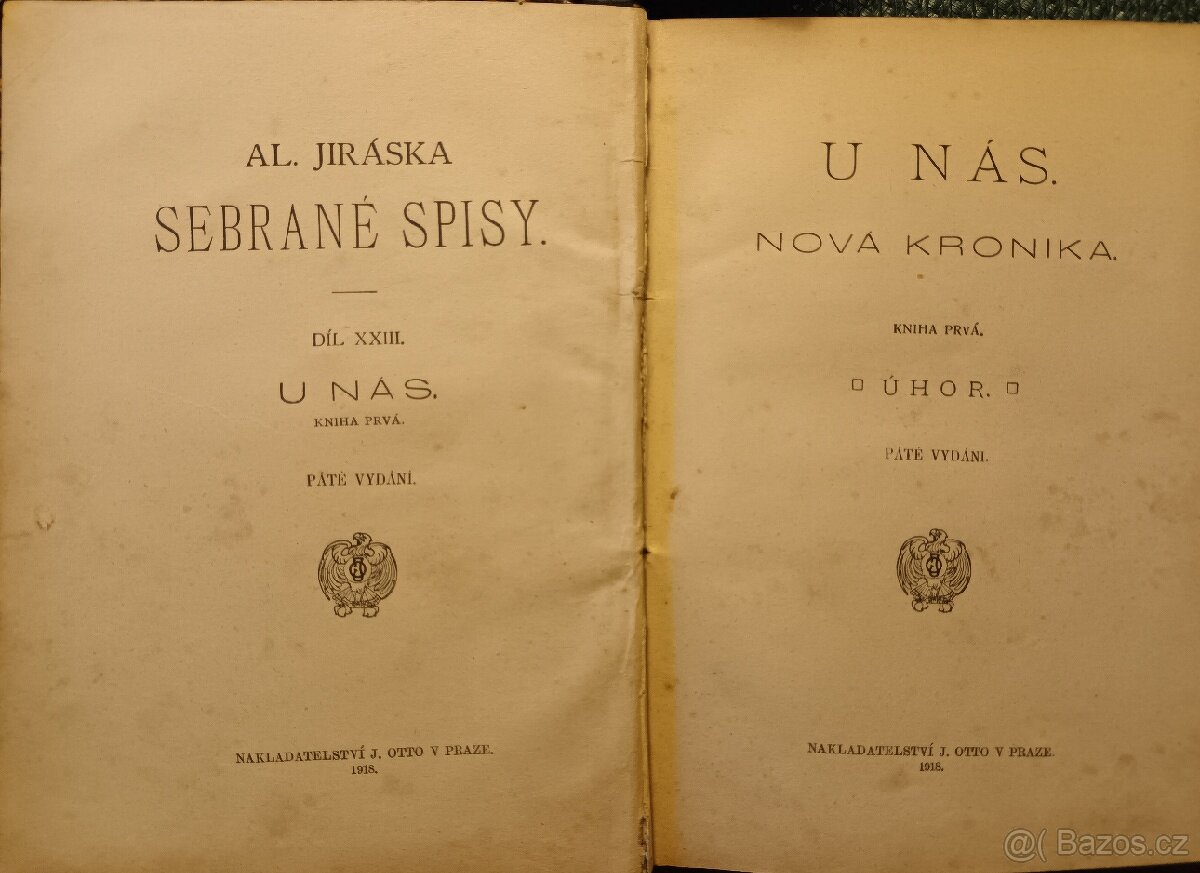 AL. JIRÁSKA
SEBRANÉ SPISY.
DÍL XXIII.
U NÁS.
KNIHA PRVÁ.
PÁTÉ VYDÁNÍ.
NAKLADATELSTVÍ J. OTTO V PRAZE.
1918.
U NÁS.
NOVÁ KRONIKA.
KNIHA PRVÁ.
ÚHOR.
PÁTÉ VYDÁNÍ.
NAKLADATELSTVÍ J. OTTO V PRAZE.
1918.
@( Bazos.cz